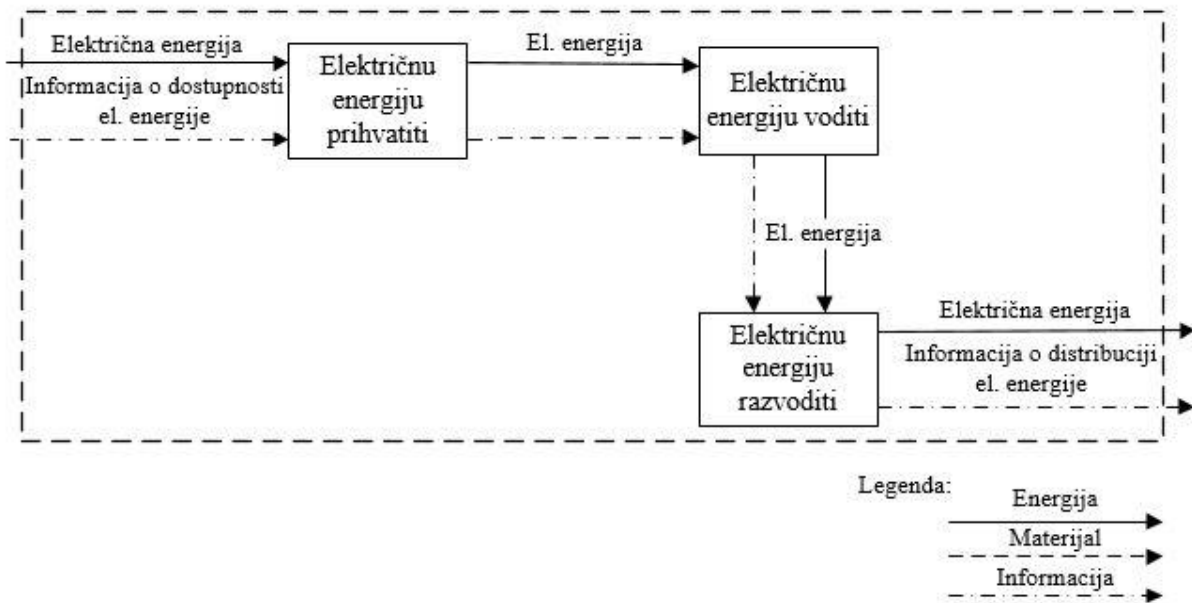 Električna energija
Informacija o dostupnosti
el. energije
Električnu
energiju
prihvatiti
El. energija
Električnu
energiju voditi
El. energija
Električnu
energiju
razvoditi
Električna energija
Informacija o distribuciji
el. energije
Legenda:
Energija
Materijal
Informacija